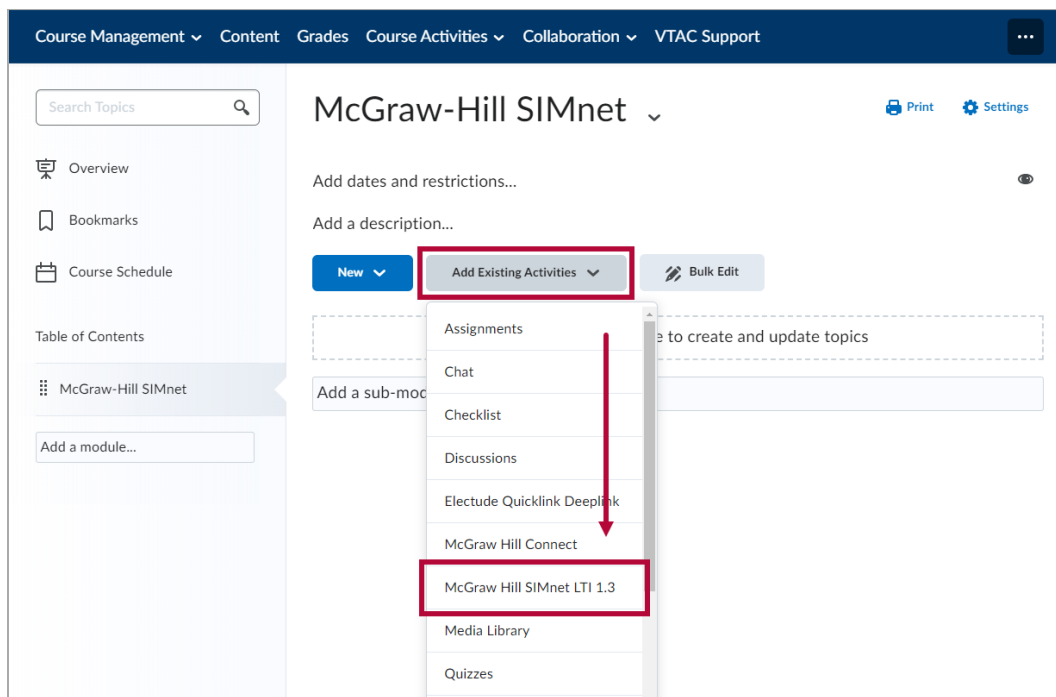 Course Management Content Grades Course Activities Collaboration VTAC Support
Search Topics
Overview
Bookmarks
Course Schedule
Table of Contents
McGraw-Hill SIMnet
Add a module...
McGraw-Hill SIMnet
Print Settings
Add dates and restrictions...
Add a description...
New Add Existing Activities Bulk Edit
e to create and update topics
Add a sub-mod
Assignments
Chat
Checklist
Discussions
Electude Quicklink Deeplink
McGraw Hill Connect
McGraw Hill SIMnet LTI 1.3
Media Library
Quizzes